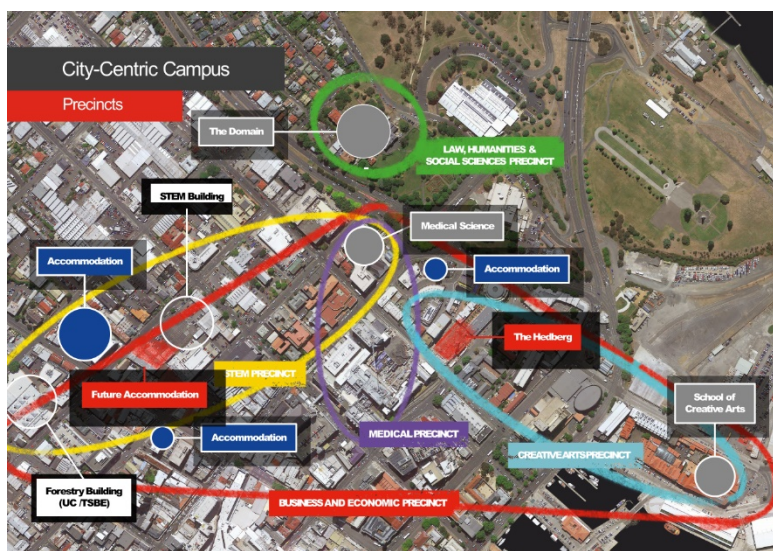 City-Centric Campus
Precincts
The Domain
LAW, HUMANITIES &
SOCIAL SCIENCES PRECINCT
STEM Building
Medical Science
Accommodation
Accommodation
The Hedberg
STEM PRECINCT
Future Accommodation
School of
Creative Arts
Accommodation
MEDICAL PRECINCT
CREATIVE ARTS PRECINCT
Forestry Building
(UC /TSBE)
BUSINESS AND ECONOMIC PRECINCT